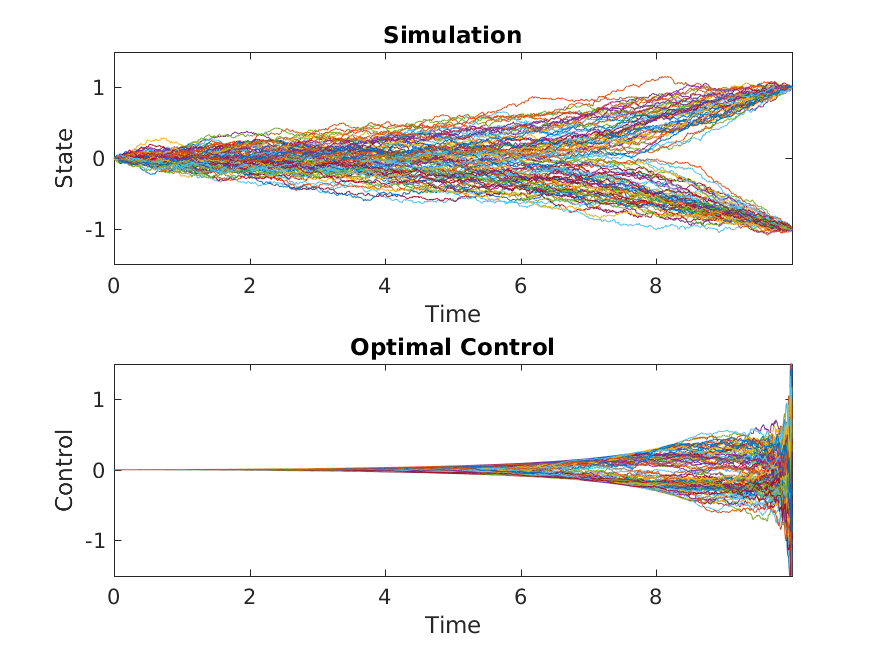 Simulation
1
0
-1
State
0 2 4 6 8
Time
Optimal Control
1
0
-1
Control
0 2 4 6 8
Time